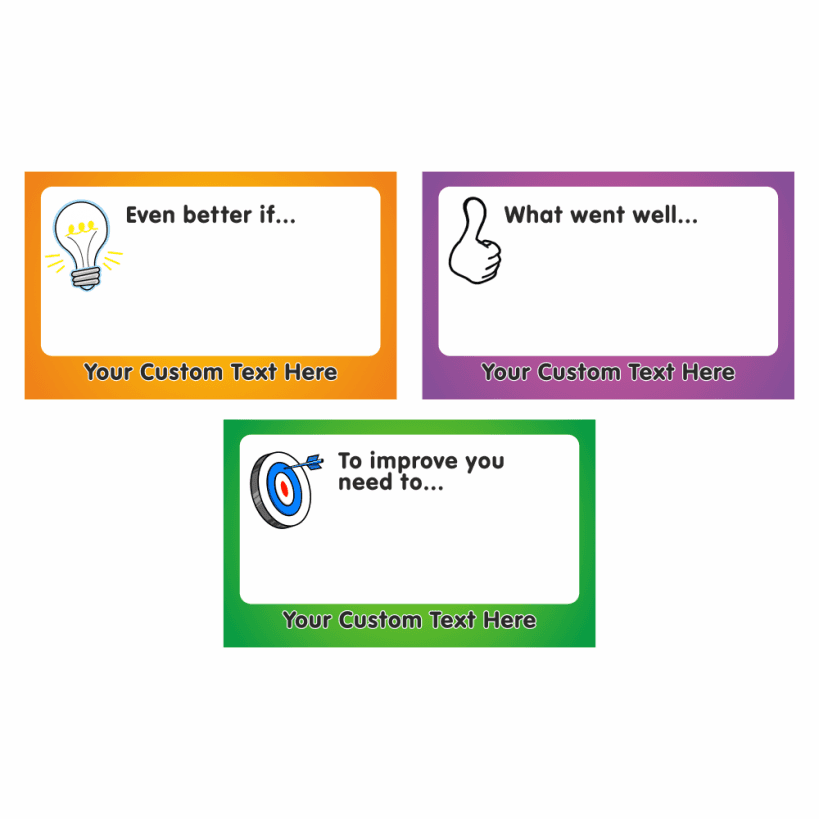 Even better if...
Your Custom Text Here
What went well...
Your Custom Text Here
To improve you
need to...
Your Custom Text Here